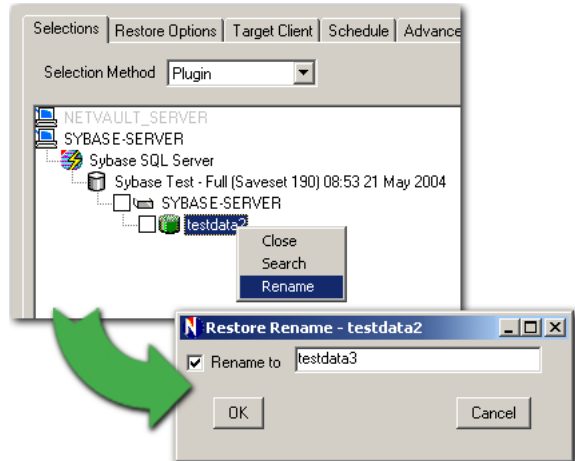 Selections Restore Options Target Client Schedule Advance
Selection Method Plugin
NETVAULT_SERVER
SYBASE-SERVER
Sybase SQL Server
Sybase Test - Full (Saveset 190) 08:53 21 May 2004
SYBASE-SERVER
testdata2
Close
Search
Rename
Restore Rename - testdata2
Rename to testdata3
OK Cancel